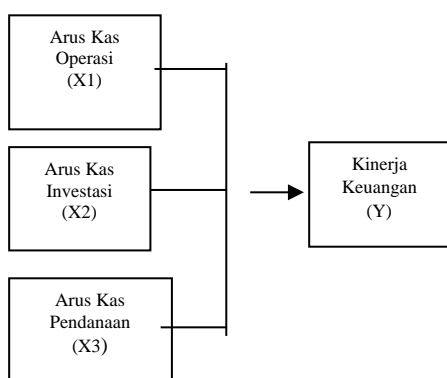 Arus Kas
Operasi
(X1)
Arus Kas
Investasi
(X2)
Kinerja
Keuangan
(Y)
Arus Kas
Pendanaan
(X3)